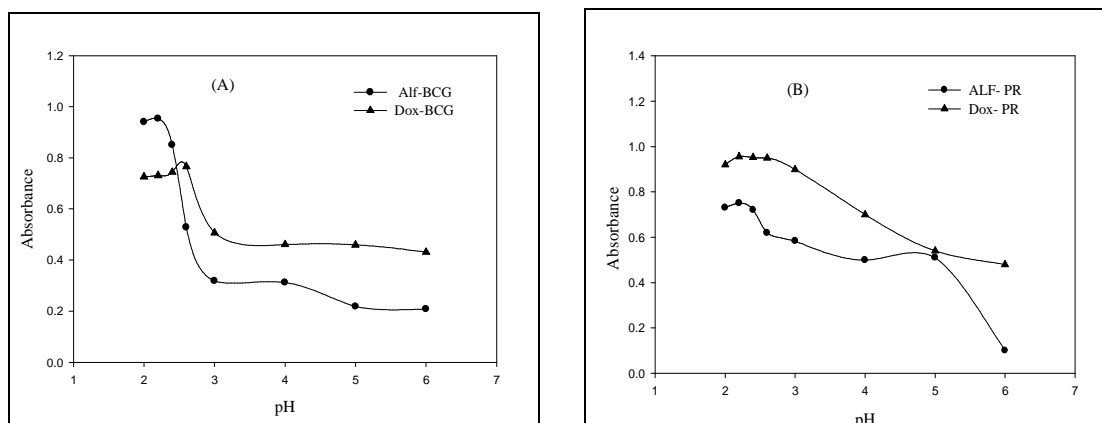 (A)
Alf-BCG
Dox-BCG
Absorbance
1.2
1.0
0.8
0.6
0.4
0.2
0.0
1 2 3 4 5 6 7
pH
(B)
ALF- PR
Dox- PR
Absorbance
1.4
1.2
1.0
0.8
0.6
0.4
0.2
0.0
1 2 3 4 5 6 7
pH